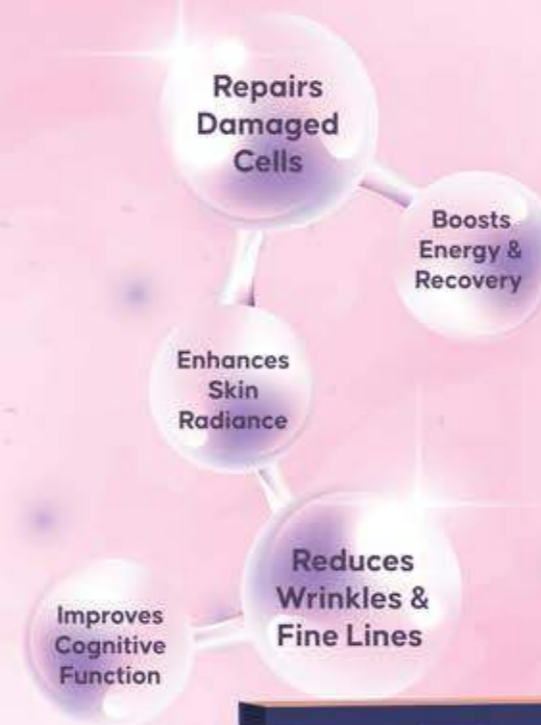 Repairs
Damaged
Cells
Boosts
Energy &
Recovery
Enhances
Skin
Radiance
Reduces
Wrinkles &
Fine Lines
Improves
Cognitive
Function